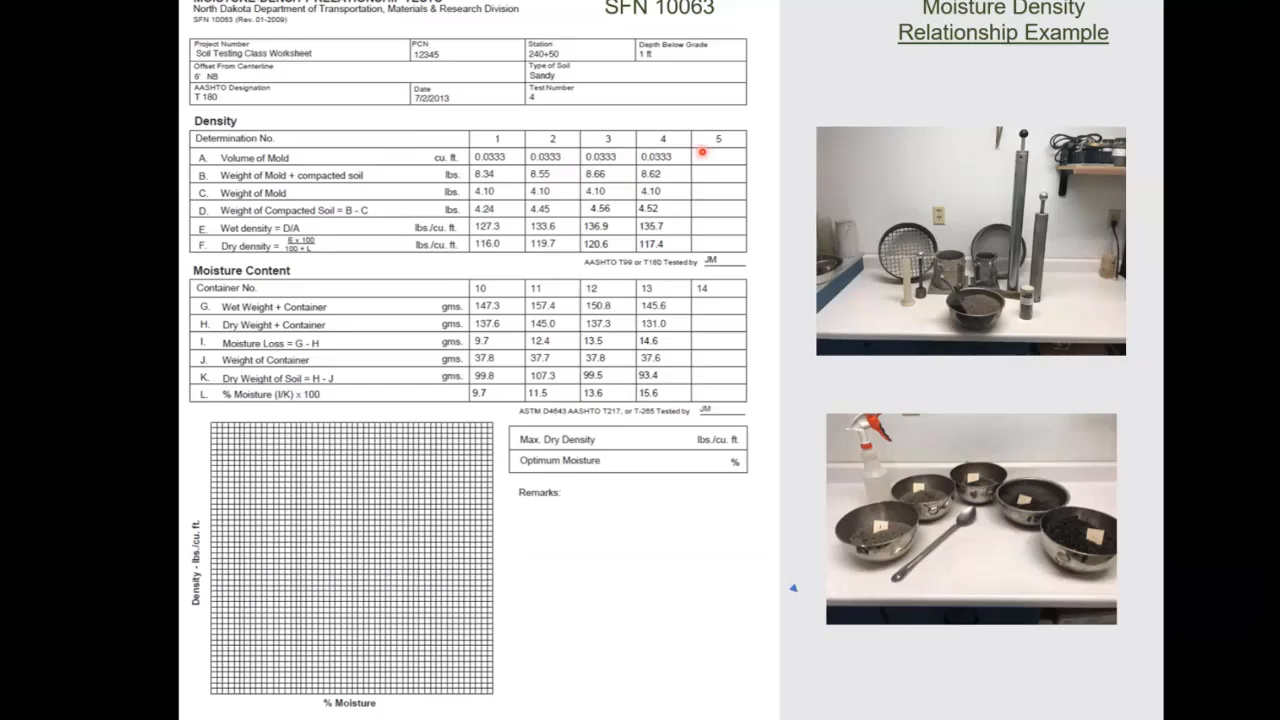 MOISTURE DENSITY RELATIONSHIP TESTS
North Dakota Department of Transportation, Materials & Research Division
SFN 10063 (Rev. 01-2009)
SFN 10063
Moisture Density
Relationship Example
Project Number PCN Station Depth Below Grade
Soil Testing Class Worksheet 12345 240+50 1 ft
Offset From Centerline Type of Soil
6' NB Sandy
AASHTO Designation Date Test Number
T 180 7/2/2013 4
Density
Determination No. 1 2 3 4 5
A. Volume of Mold cu. ft. 0.0333 0.0333 0.0333 0.0333
B. Weight of Mold + compacted soil lbs. 8.34 8.55 8.66 8.62
C. Weight of Mold lbs. 4.10 4.10 4.10 4.10
D. Weight of Compacted Soil = B - C lbs. 4.24 4.45 4.56 4.52
E. Wet density = D/A lbs./cu. ft. 127.3 133.6 136.9 135.7
F. Dry density = E x 100 / 100 + L lbs./cu. ft. 116.0 119.7 120.6 117.4
AASHTO T99 or T180 Tested by JM
Moisture Content
Container No. 10 11 12 13 14
G. Wet Weight + Container gms. 147.3 157.4 150.8 145.6
H. Dry Weight + Container gms. 137.6 145.0 137.3 131.0
I. Moisture Loss = G - H gms. 9.7 12.4 13.5 14.6
J. Weight of Container gms. 37.8 37.7 37.8 37.6
K. Dry Weight of Soil = H - J gms. 99.8 107.3 99.5 93.4
L. % Moisture (I/K) x 100 9.7 11.5 13.6 15.6
ASTM D4643 AASHTO T217, or T-265 Tested by JM
Max. Dry Density lbs./cu. ft.
Optimum Moisture %
Remarks:
Density - lbs./cu. ft.
% Moisture